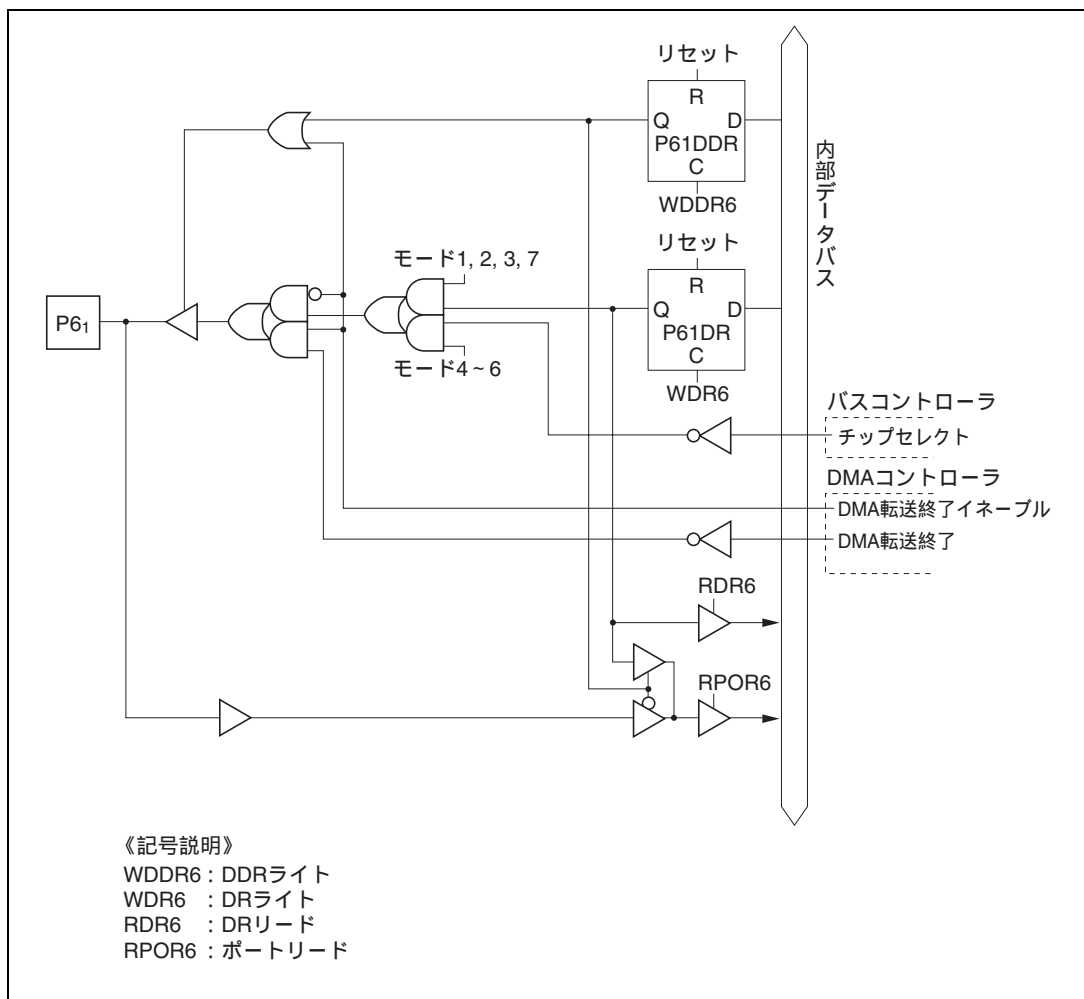 リセット
R
Q D
P61DDR
C
WDDR6
内部データバス
リセット
R
Q D
P61DR
C
WDR6
モード1, 2, 3, 7
P6₁
モード4~6
バスコントローラ
チップセレクト
DMAコントローラ
DMA転送終了イネーブル
DMA転送終了
RDR6
RPOR6
《記号説明》
WDDR6:DDRライト
WDR6 :DRライト
RDR6 :DRリード
RPOR6:ポートリード